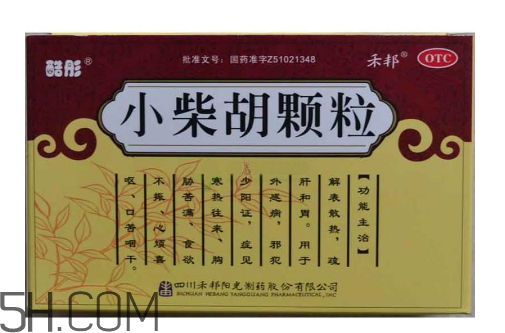 酷彤®
批准文号：国药准字Z51021348
禾邦®
OTC
小柴胡颗粒
【功能主治】
解表散热，疏
肝和胃。用于
外感病，邪犯
少阳证，症见
寒热往来、胸
胁苦满、食欲
不振、心烦喜
呕、口苦咽干。
四川禾邦阳光制药股份有限公司
SICHUAN HEBANG YANGGUANG PHARMACEUTICAL, INC
5H.COM